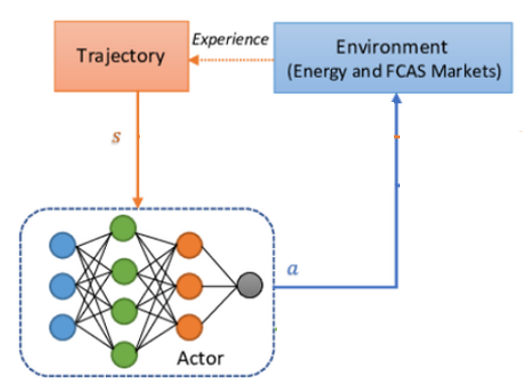 Trajectory
Experience
Environment
(Energy and FCAS Markets)
s
a
Actor